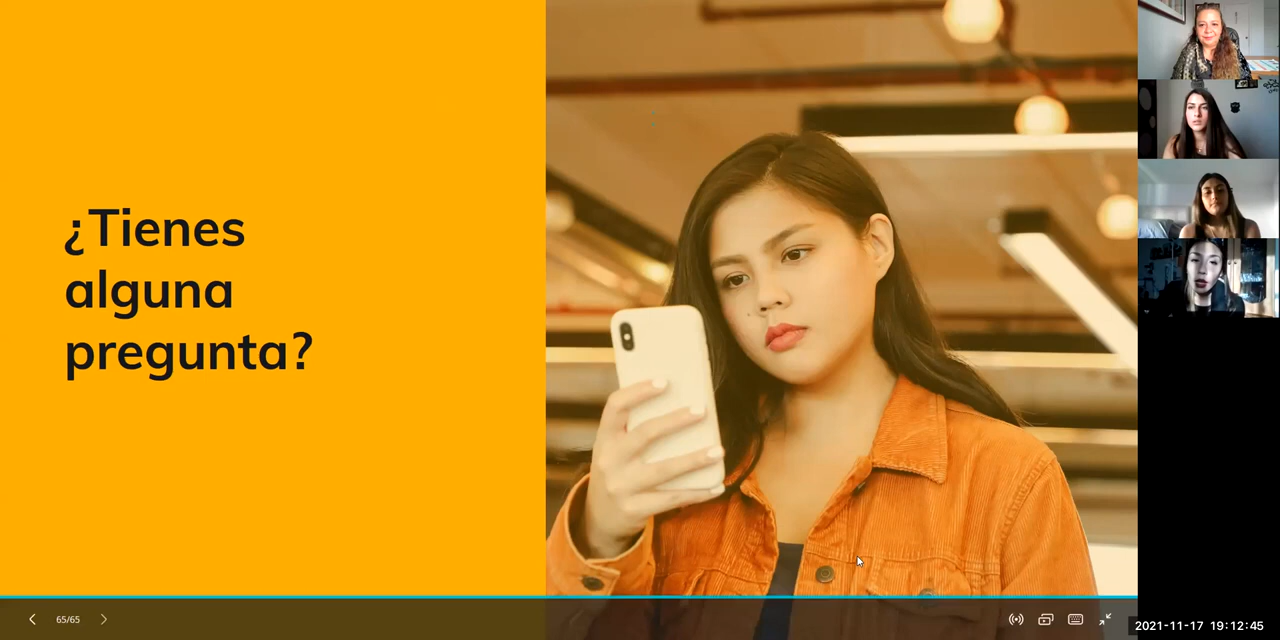 ¿Tienes
alguna
pregunta?
65/65
2021-11-17 19:12:45